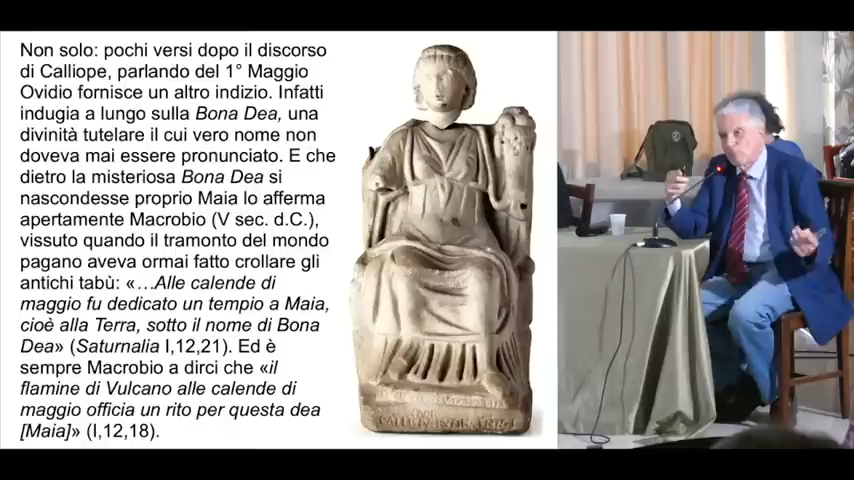 Non solo: pochi versi dopo il discorso
di Calliope, parlando del 1° Maggio
Ovidio fornisce un altro indizio. Infatti
indugia a lungo sulla Bona Dea, una
divinità tutelare il cui vero nome non
doveva mai essere pronunciato. E che
dietro la misteriosa Bona Dea si
nascondesse proprio Maia lo afferma
apertamente Macrobio (V sec. d.C.),
vissuto quando il tramonto del mondo
pagano aveva ormai fatto crollare gli
antichi tabù: «…Alle calende di
maggio fu dedicato un tempio a Maia,
cioè alla Terra, sotto il nome di Bona
Dea» (Saturnalia I,12,21). Ed è
sempre Macrobio a dirci che «il
flamine di Vulcano alle calende di
maggio officia un rito per questa dea
[Maia]» (I,12,18).